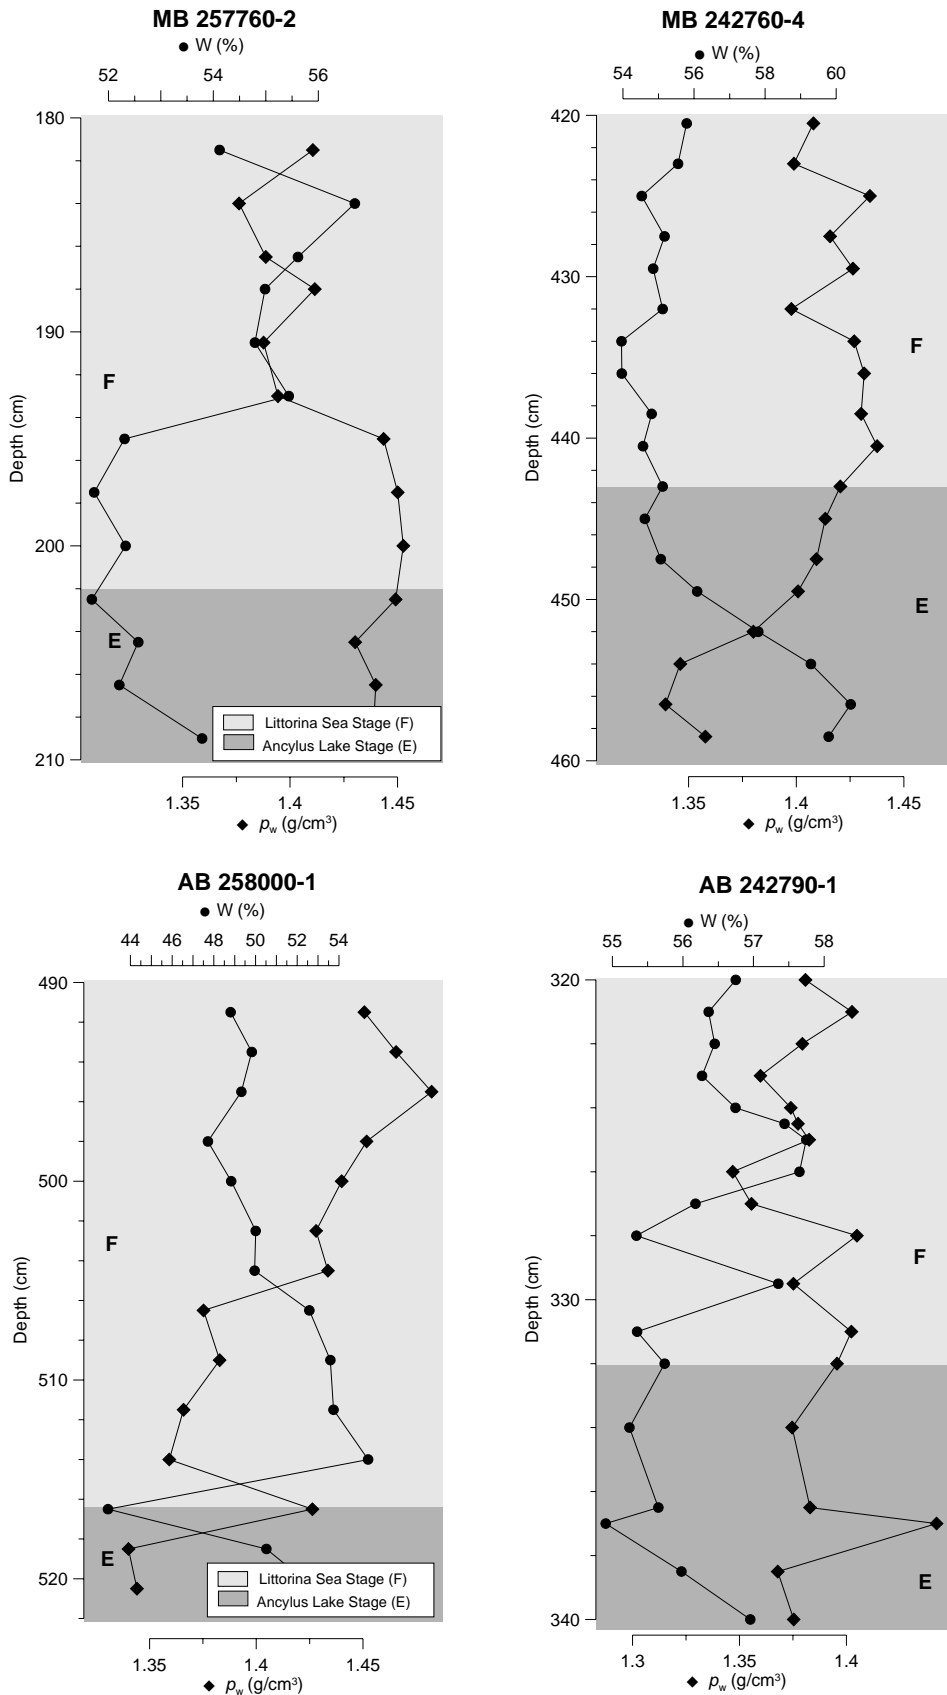 MB 257760-2
W (%)
52 54 56
180
190
200
210
Depth (cm)
F
E
Littorina Sea Stage (F)
Ancylus Lake Stage (E)
1.35 1.4 1.45
pw (g/cm³)
MB 242760-4
W (%)
54 56 58 60
420
430
440
450
460
Depth (cm)
F
E
1.35 1.4 1.45
pw (g/cm³)
AB 258000-1
W (%)
44 46 48 50 52 54
490
500
510
520
Depth (cm)
F
E
Littorina Sea Stage (F)
Ancylus Lake Stage (E)
1.35 1.4 1.45
pw (g/cm³)
AB 242790-1
W (%)
55 56 57 58
320
330
340
Depth (cm)
F
E
1.3 1.35 1.4
pw (g/cm³)